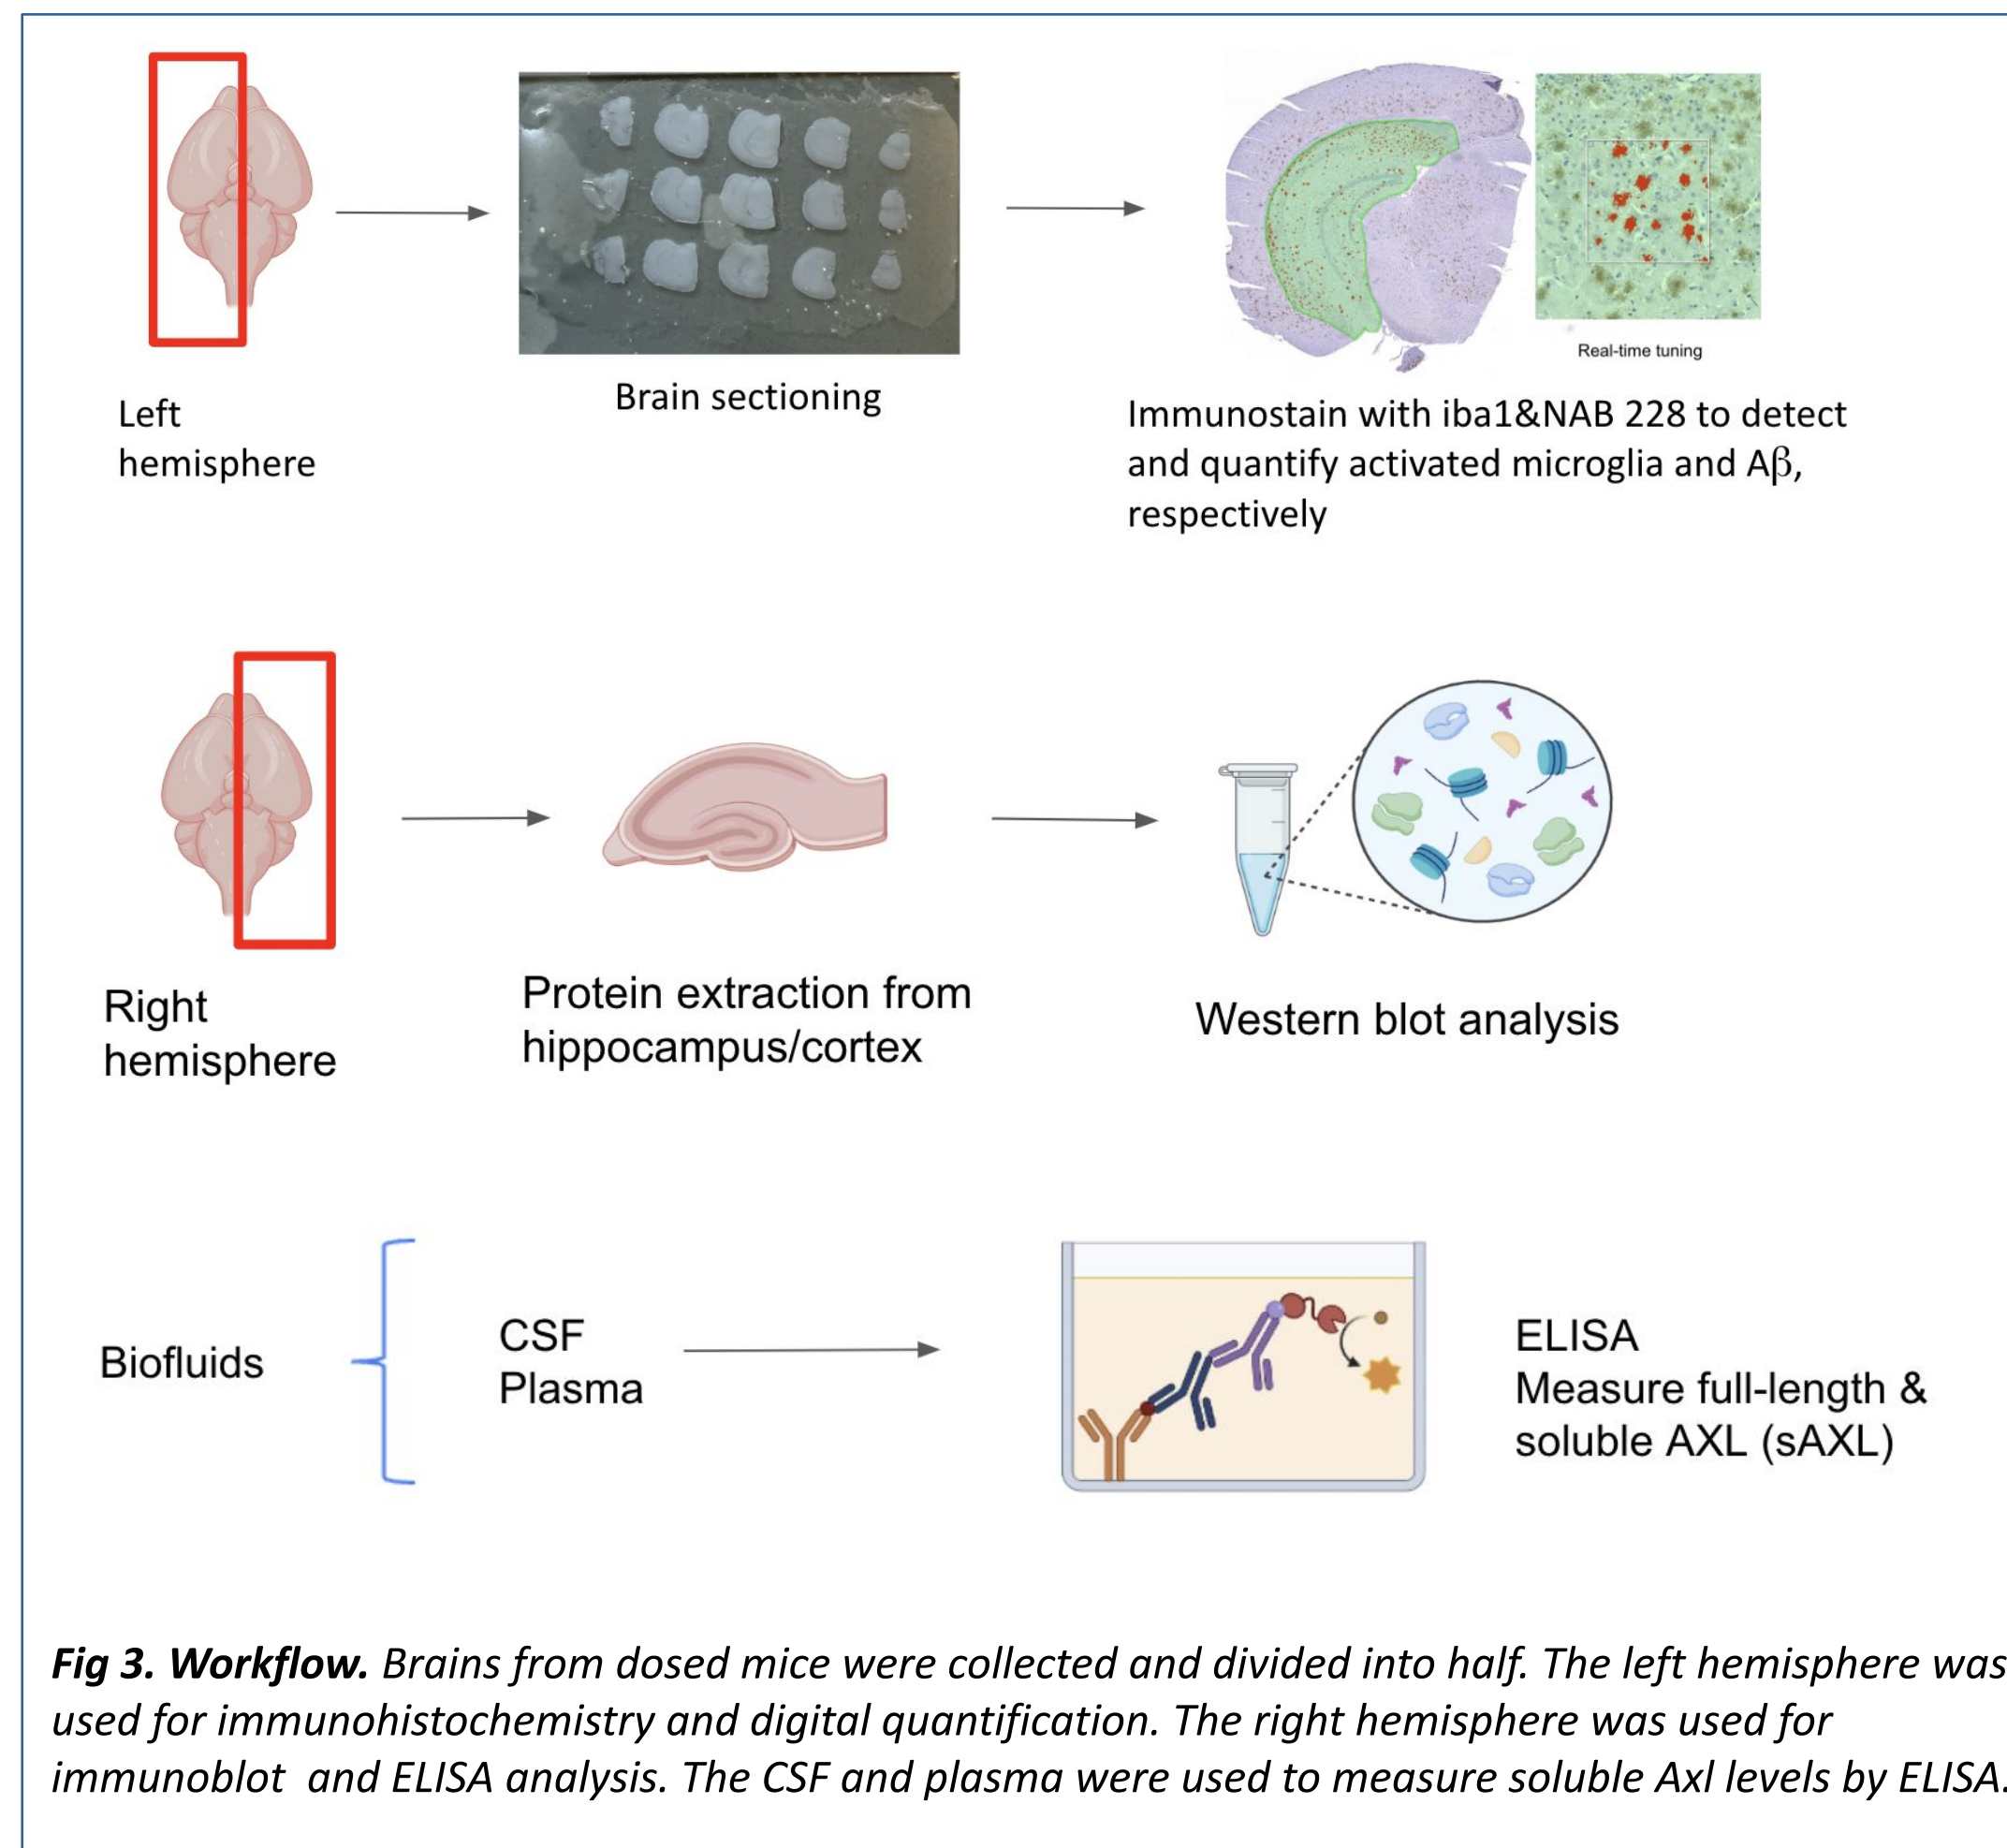 Real-time tuning
Left
hemisphere
Brain sectioning
Immunostain with iba1&NAB 228 to detect
and quantify activated microglia and Aβ,
respectively
Right
hemisphere
Protein extraction from
hippocampus/cortex
Western blot analysis
Biofluids
CSF
Plasma
ELISA
Measure full-length &
soluble AXL (sAXL)
Fig 3. Workflow. Brains from dosed mice were collected and divided into half. The left hemisphere was
used for immunohistochemistry and digital quantification. The right hemisphere was used for
immunoblot  and ELISA analysis. The CSF and plasma were used to measure soluble Axl levels by ELISA.